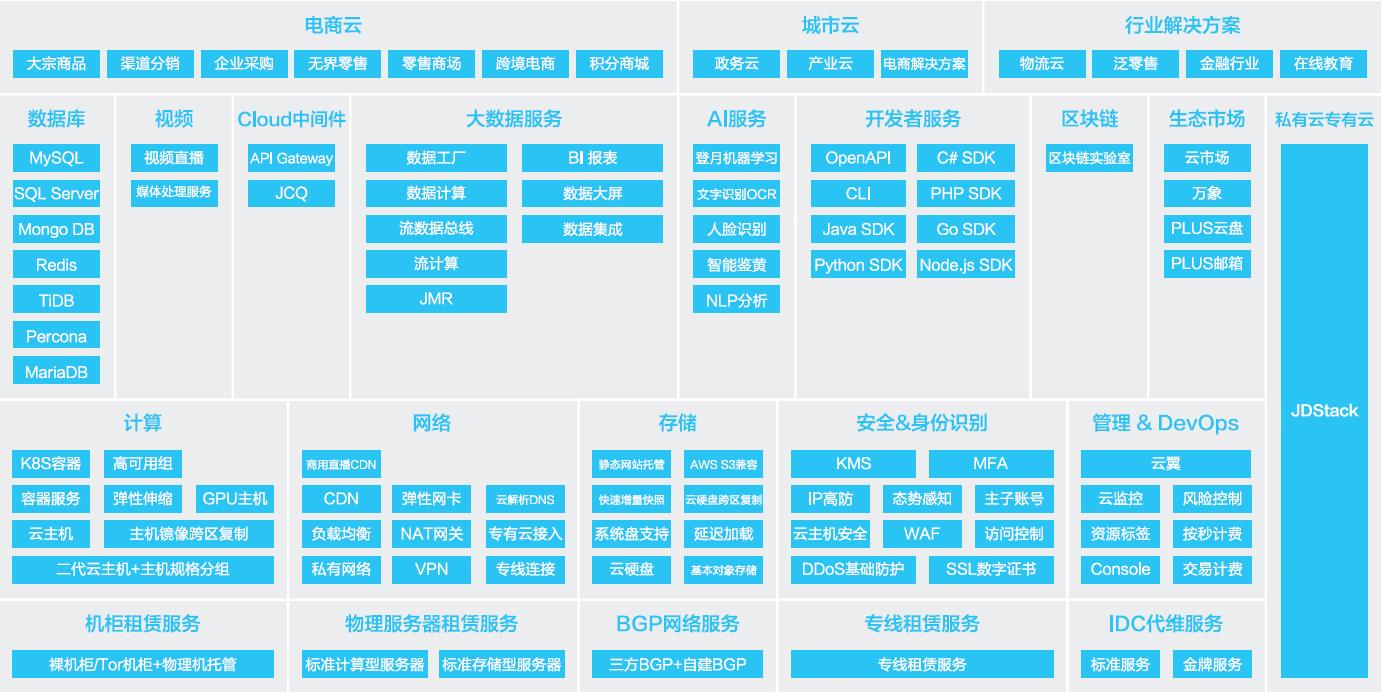 电商云
大宗商品
渠道分销
企业采购
无界零售
零售商场
跨境电商
积分商城
城市云
政务云
产业云
电商解决方案
行业解决方案
物流云
泛零售
金融行业
在线教育
数据库
MySQL
SQL Server
Mongo DB
Redis
TiDB
Percona
MariaDB
视频
视频直播
媒体处理服务
Cloud中间件
API Gateway
JCQ
大数据服务
数据工厂
BI 报表
数据计算
数据大屏
流数据总线
数据集成
流计算
JMR
AI服务
登月机器学习
文字识别OCR
人脸识别
智能鉴黄
NLP分析
开发者服务
OpenAPI
C# SDK
CLI
PHP SDK
Java SDK
Go SDK
Python SDK
Node.js SDK
区块链
区块链实验室
生态市场
云市场
万象
PLUS云盘
PLUS邮箱
私有云专有云
JDStack
计算
K8S容器
高可用组
容器服务
弹性伸缩
GPU主机
云主机
主机镜像跨区复制
二代云主机+主机规格分组
网络
商用直播CDN
CDN
弹性网卡
云解析DNS
负载均衡
NAT网关
专有云接入
私有网络
VPN
专线连接
存储
静态网站托管
AWS S3兼容
快速增量快照
云硬盘跨区复制
系统盘支持
延迟加载
云硬盘
基本对象存储
安全&身份识别
KMS
MFA
IP高防
态势感知
主子账号
云主机安全
WAF
访问控制
DDoS基础防护
SSL数字证书
管理 & DevOps
云翼
云监控
风险控制
资源标签
按秒计费
Console
交易计费
机柜租赁服务
裸机柜/Tor机柜+物理机托管
物理服务器租赁服务
标准计算型服务器
标准存储型服务器
BGP网络服务
三方BGP+自建BGP
专线租赁服务
专线租赁服务
IDC代维服务
标准服务
金牌服务